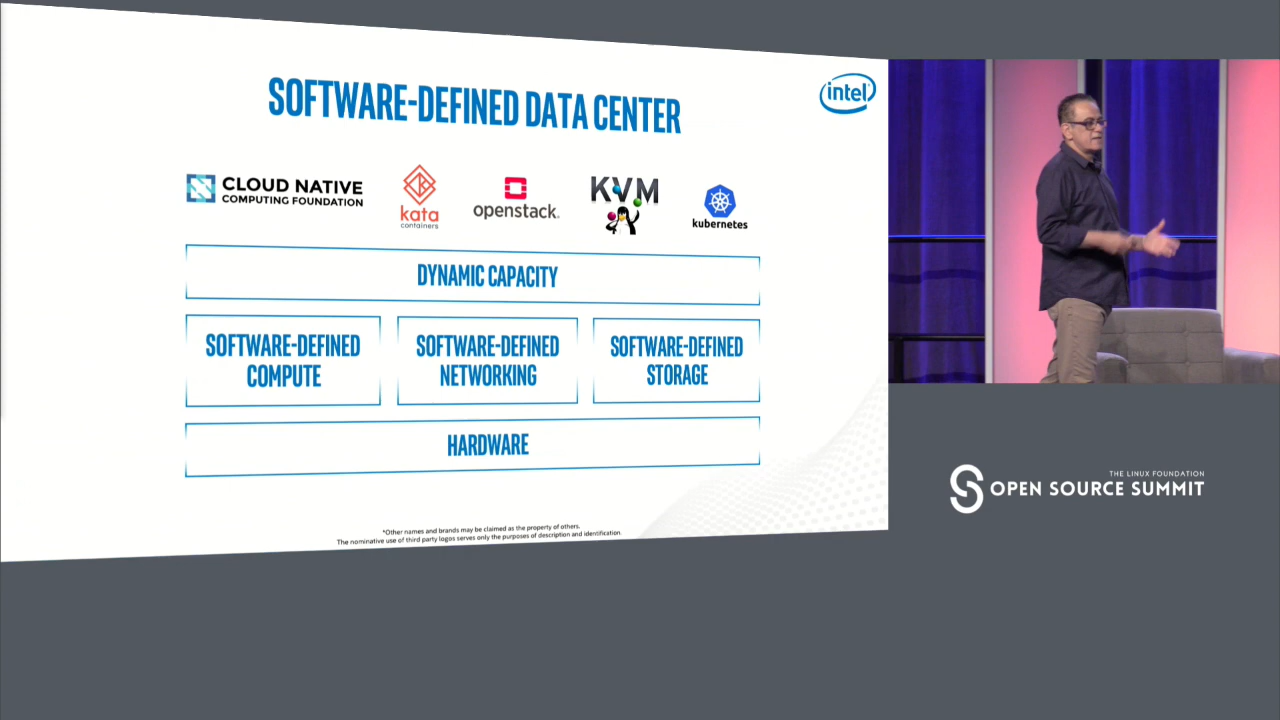 SOFTWARE-DEFINED DATA CENTER
intel
CLOUD NATIVE
COMPUTING FOUNDATION
kata
containers
openstack.
KVM
kubernetes
DYNAMIC CAPACITY
SOFTWARE-DEFINED
COMPUTE
SOFTWARE-DEFINED
NETWORKING
SOFTWARE-DEFINED
STORAGE
HARDWARE
*Other names and brands may be claimed as the property of others.
The nominative use of third party logos serves only the purposes of description and identification.
THE LINUX FOUNDATION
OPEN SOURCE SUMMIT